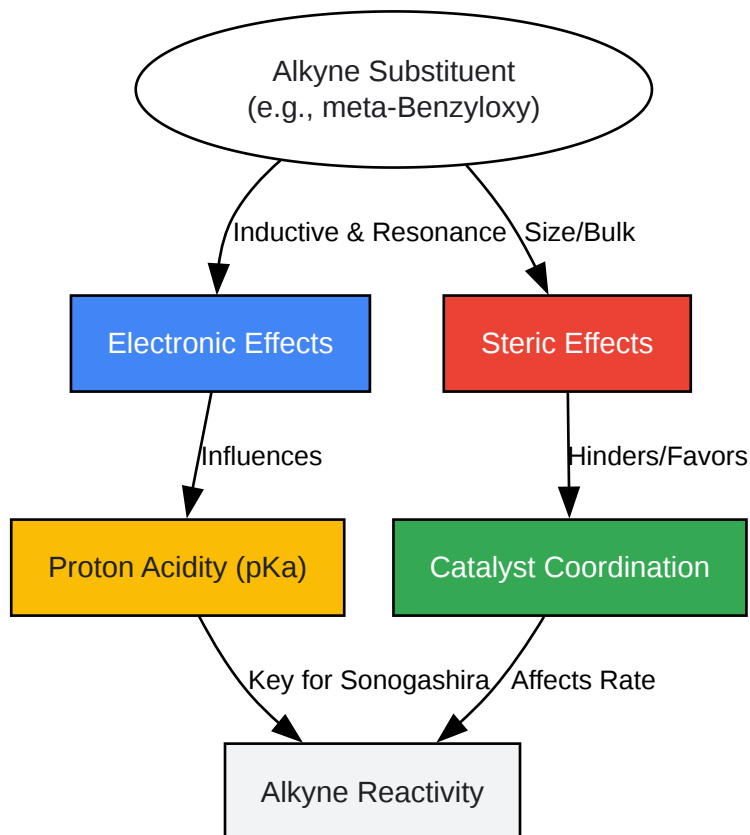 Alkyne Substituent
(e.g., meta-Benzyloxy)
Inductive & Resonance
Size/Bulk
Electronic Effects
Steric Effects
Influences
Hinders/Favors
Proton Acidity (pKa)
Catalyst Coordination
Key for Sonogashira
Affects Rate
Alkyne Reactivity